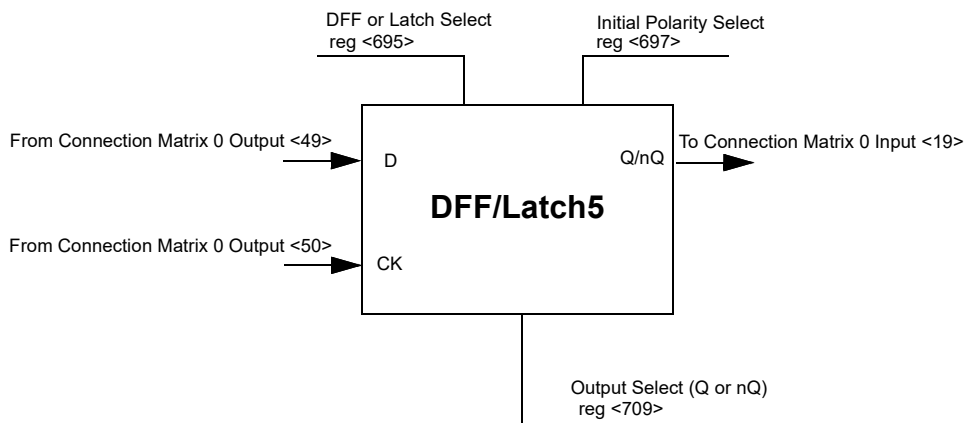 DFF or Latch Select
reg <695>
Initial Polarity Select
reg <697>
From Connection Matrix 0 Output <49>
D
Q/nQ
To Connection Matrix 0 Input <19>
DFF/Latch5
From Connection Matrix 0 Output <50>
CK
Output Select (Q or nQ)
reg <709>